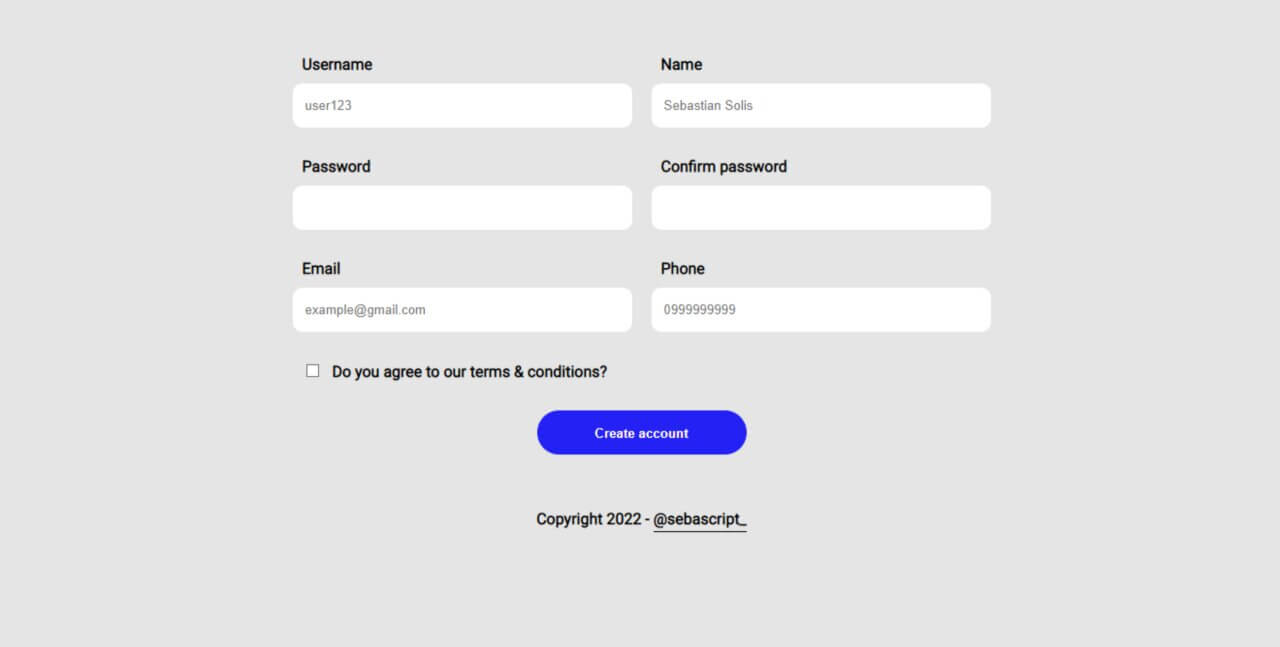 Username Name
user123 Sebastian Solis
Password Confirm password
Email Phone
example@gmail.com 0999999999
Do you agree to our terms & conditions?
Create account
Copyright 2022 - @sebascript_